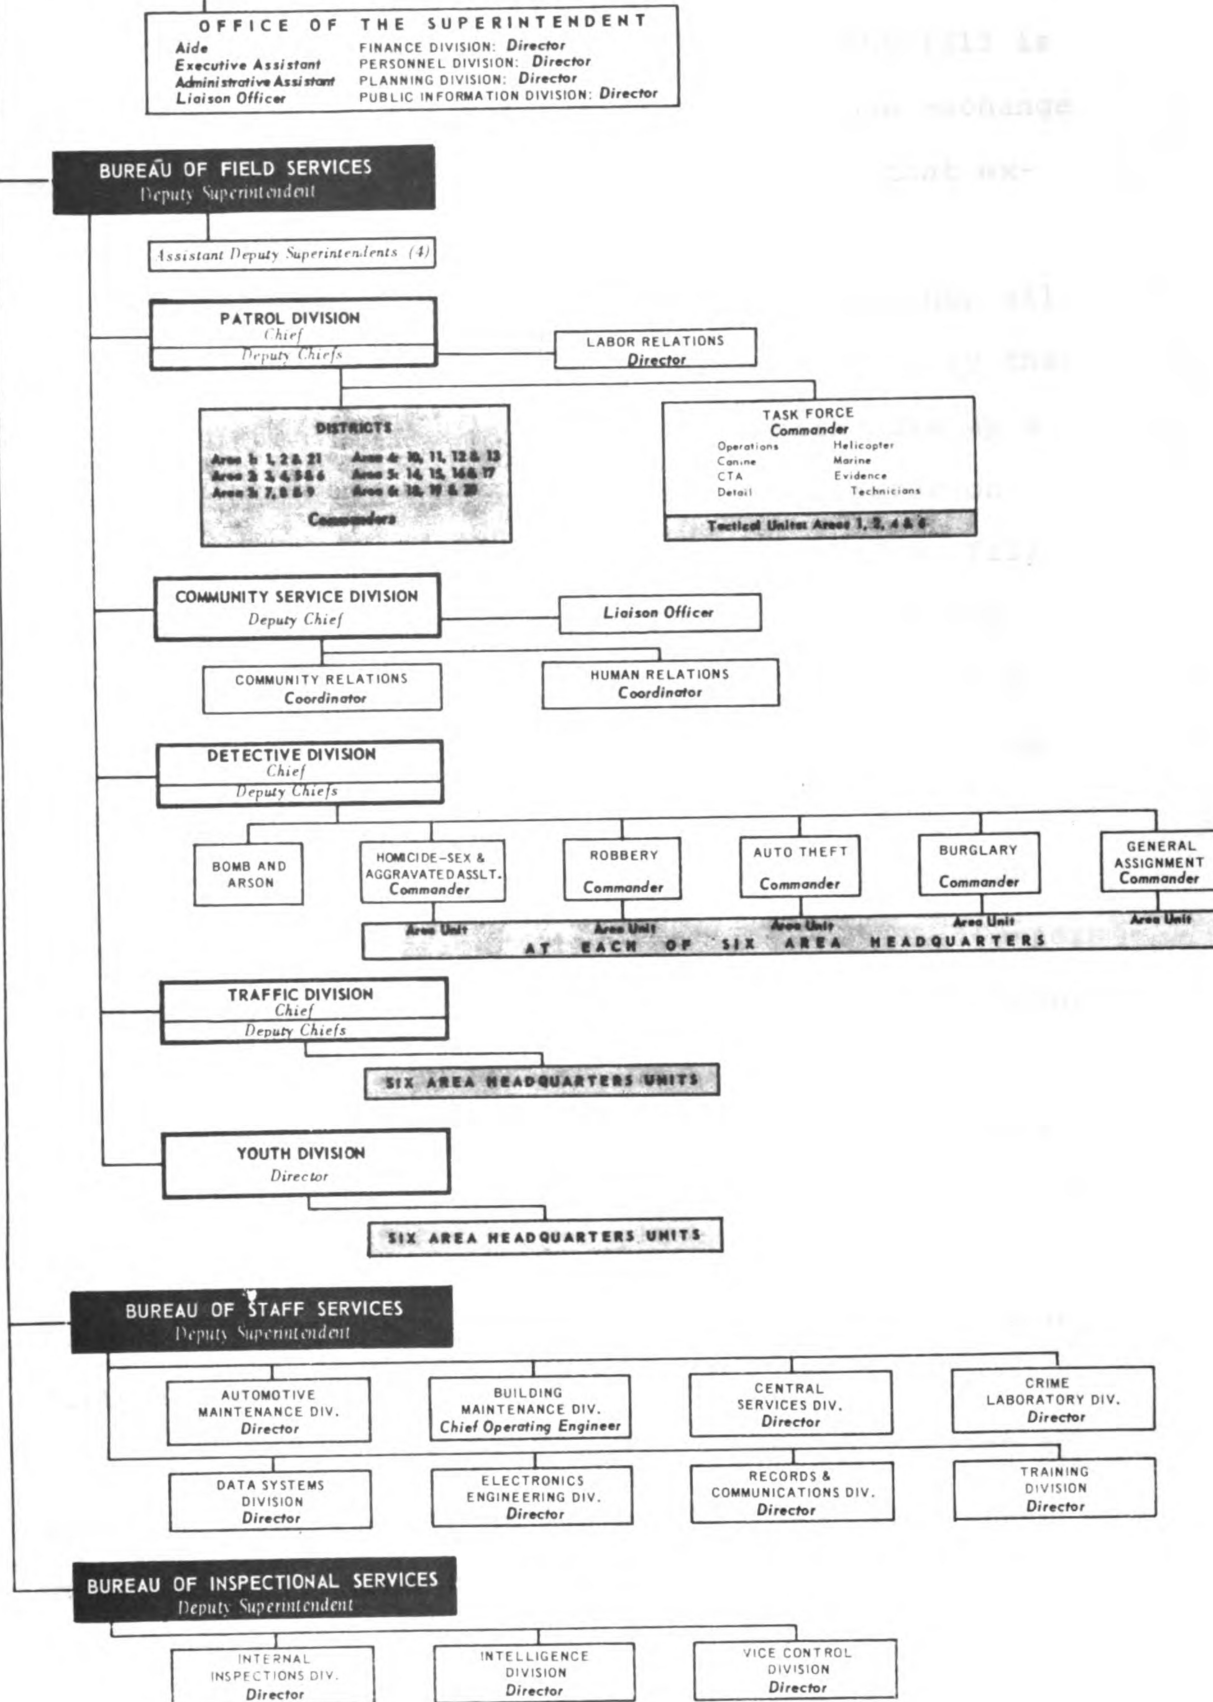 OFFICE OF THE SUPERINTENDENT
Aide FINANCE DIVISION: Director
Executive Assistant PERSONNEL DIVISION: Director
Administrative Assistant PLANNING DIVISION: Director
Liaison Officer PUBLIC INFORMATION DIVISION: Director
BUREAU OF FIELD SERVICES
Deputy Superintendent
Assistant Deputy Superintendents (4)
PATROL DIVISION
Chief
Deputy Chiefs
LABOR RELATIONS
Director
DISTRICTS
Area 1: 1, 2 & 21 Area 4: 10, 11, 12 & 13
Area 2: 3, 4, 5 & 6 Area 5: 14, 15, 16 & 17
Area 3: 7, 8 & 9 Area 6: 18, 19 & 20
Commanders
TASK FORCE
Commander
Operations Helicopter
Canine Marine
CTA Evidence
Detail Technicians
Tactical Units: Areas 1, 2, 4 & 6
COMMUNITY SERVICE DIVISION
Deputy Chief
Liaison Officer
COMMUNITY RELATIONS
Coordinator
HUMAN RELATIONS
Coordinator
DETECTIVE DIVISION
Chief
Deputy Chiefs
BOMB AND
ARSON
HOMICIDE-SEX &
AGGRAVATED ASSLT.
Commander
ROBBERY
Commander
AUTO THEFT
Commander
BURGLARY
Commander
GENERAL
ASSIGNMENT
Commander
Area Unit Area Unit Area Unit Area Unit Area Unit
AT EACH OF SIX AREA HEADQUARTERS
TRAFFIC DIVISION
Chief
Deputy Chiefs
SIX AREA HEADQUARTERS UNITS
YOUTH DIVISION
Director
SIX AREA HEADQUARTERS UNITS
BUREAU OF STAFF SERVICES
Deputy Superintendent
AUTOMOTIVE
MAINTENANCE DIV.
Director
BUILDING
MAINTENANCE DIV.
Chief Operating Engineer
CENTRAL
SERVICES DIV.
Director
CRIME
LABORATORY DIV.
Director
DATA SYSTEMS
DIVISION
Director
ELECTRONICS
ENGINEERING DIV.
Director
RECORDS &
COMMUNICATIONS DIV.
Director
TRAINING
DIVISION
Director
BUREAU OF INSPECTIONAL SERVICES
Deputy Superintendent
INTERNAL
INSPECTIONS DIV.
Director
INTELLIGENCE
DIVISION
Director
VICE CONTROL
DIVISION
Director